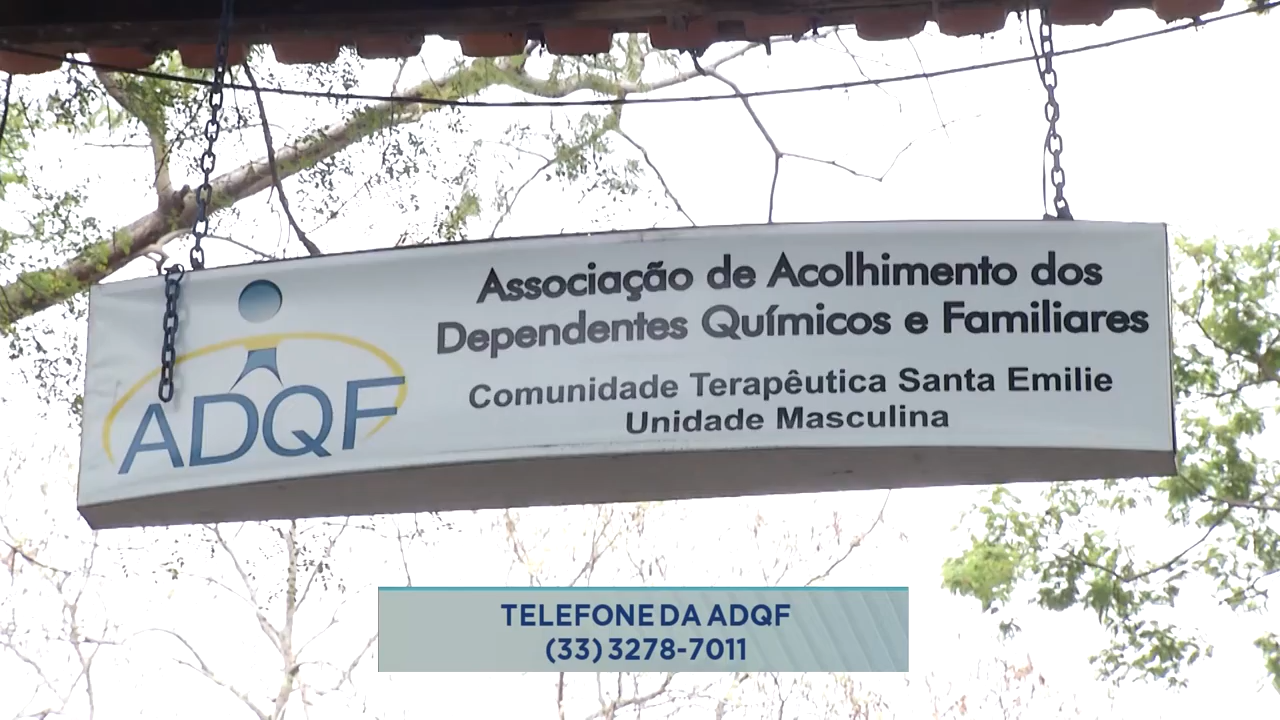 ADQF
Associação de Acolhimento dos
Dependentes Químicos e Familiares
Comunidade Terapêutica Santa Emilie
Unidade Masculina
TELEFONE DA ADQF
(33) 3278-7011